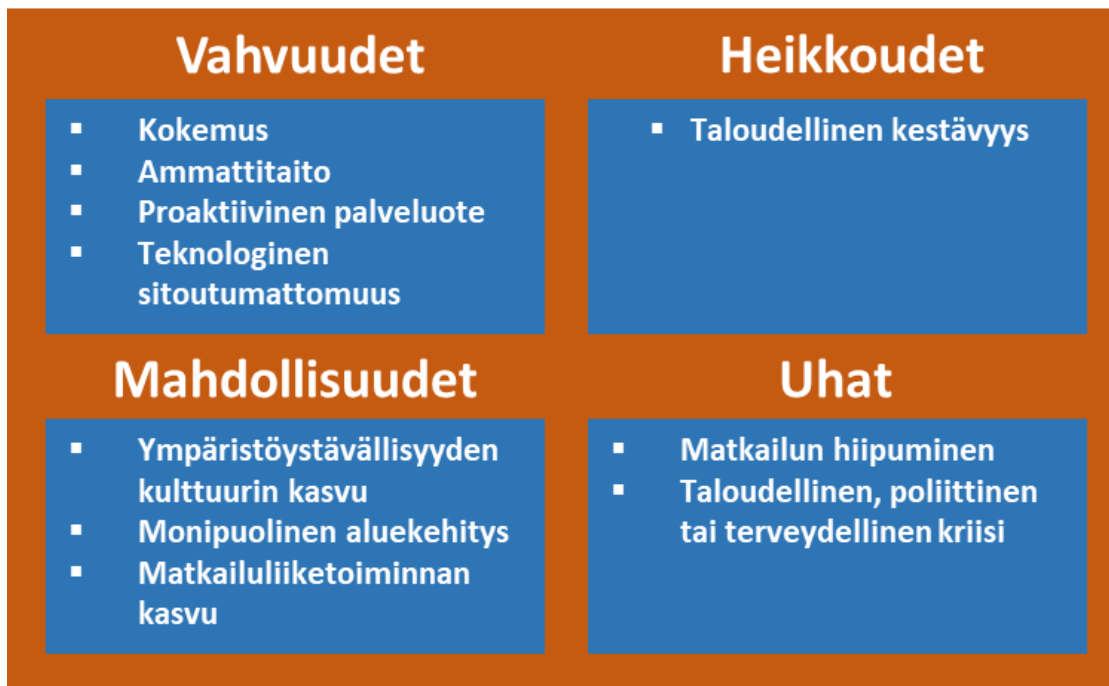 Vahvuudet
▪ Kokemus
▪ Ammattitaito
▪ Proaktiivinen palveluote
▪ Teknologinen
sitoutumattomuus
Heikkoudet
▪ Taloudellinen kestävyys
Mahdollisuudet
▪ Ympäristöystävällisyyden
kulttuurin kasvu
▪ Monipuolinen aluekehitys
▪ Matkailuliiketoiminnan
kasvu
Uhat
▪ Matkailun hiipuminen
▪ Taloudellinen, poliittinen
tai terveydellinen kriisi